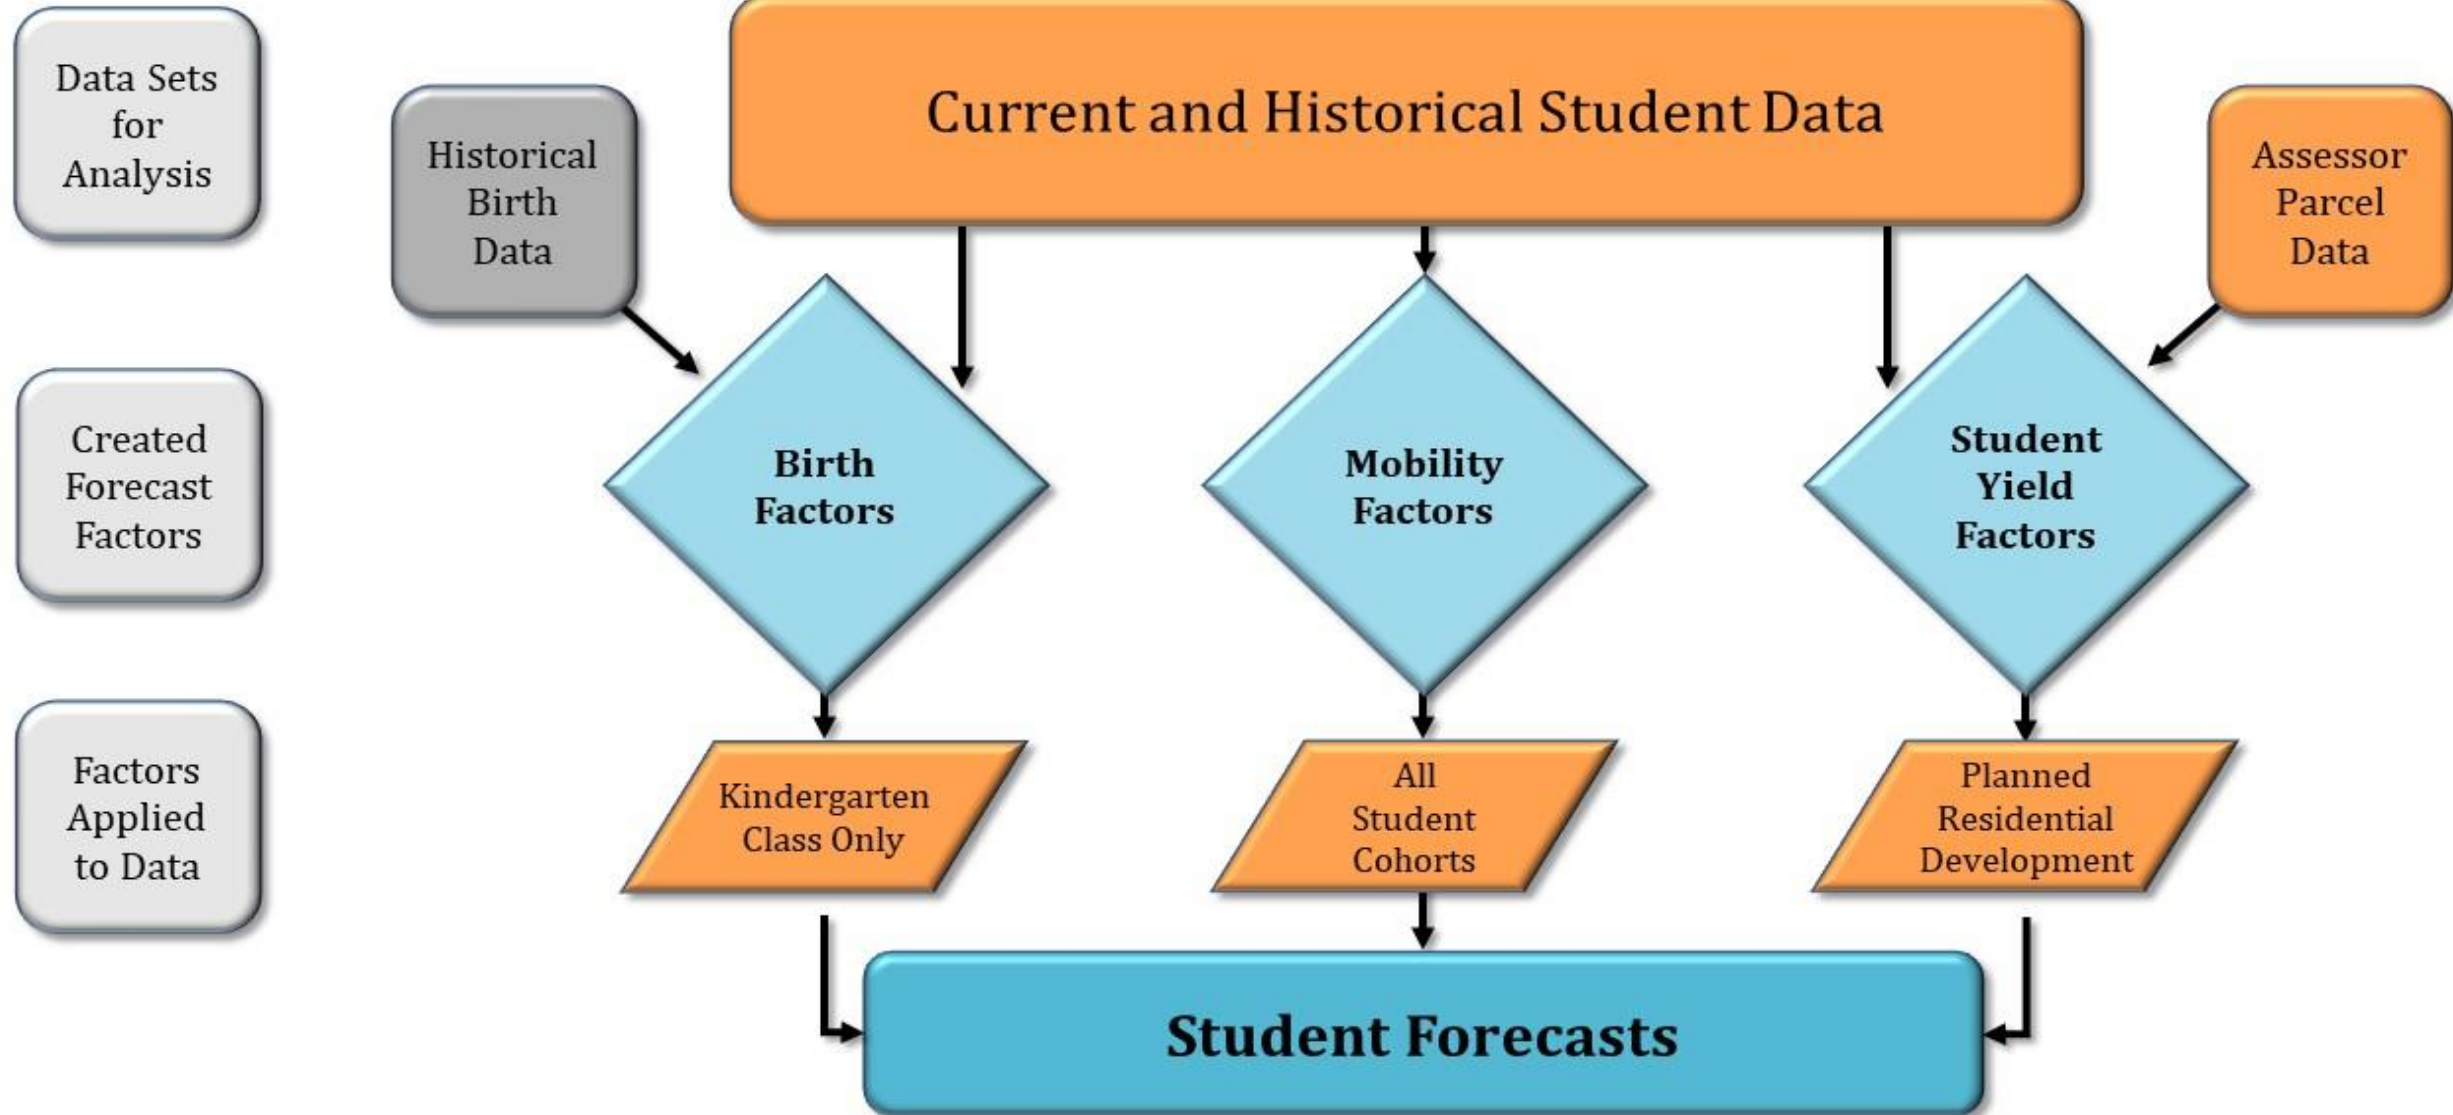 Data Sets
for
Analysis
Historical
Birth
Data
Current and Historical Student Data
Assessor
Parcel
Data
Created
Forecast
Factors
Birth
Factors
Mobility
Factors
Student
Yield
Factors
Factors
Applied
to Data
Kindergarten
Class Only
All
Student
Cohorts
Planned
Residential
Development
Student Forecasts